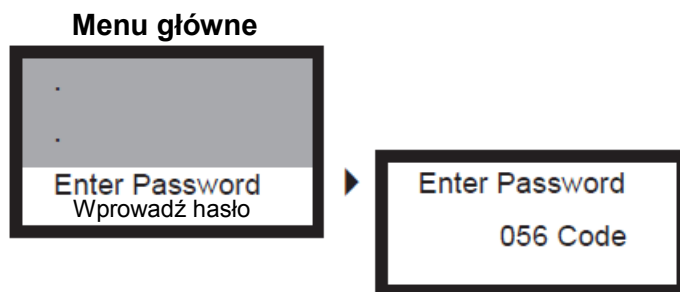 Menu główne
.
.
Enter Password
Wprowadź hasło
Enter Password
056 Code